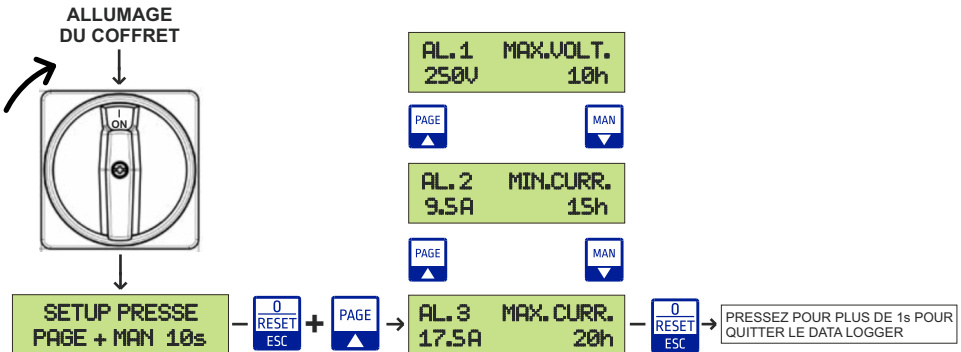 ALLUMAGE
DU COFFRET
I
ON
AL.1 MAX.VOLT.
250V 10h
PAGE
MAN
AL.2 MIN.CURR.
9.5A 15h
PAGE
MAN
SETUP PRESSE
PAGE + MAN 10s
0
RESET
ESC
+
PAGE
AL.3 MAX.CURR.
17.5A 20h
0
RESET
ESC
PRESSEZ POUR PLUS DE 1s POUR
QUITTER LE DATA LOGGER